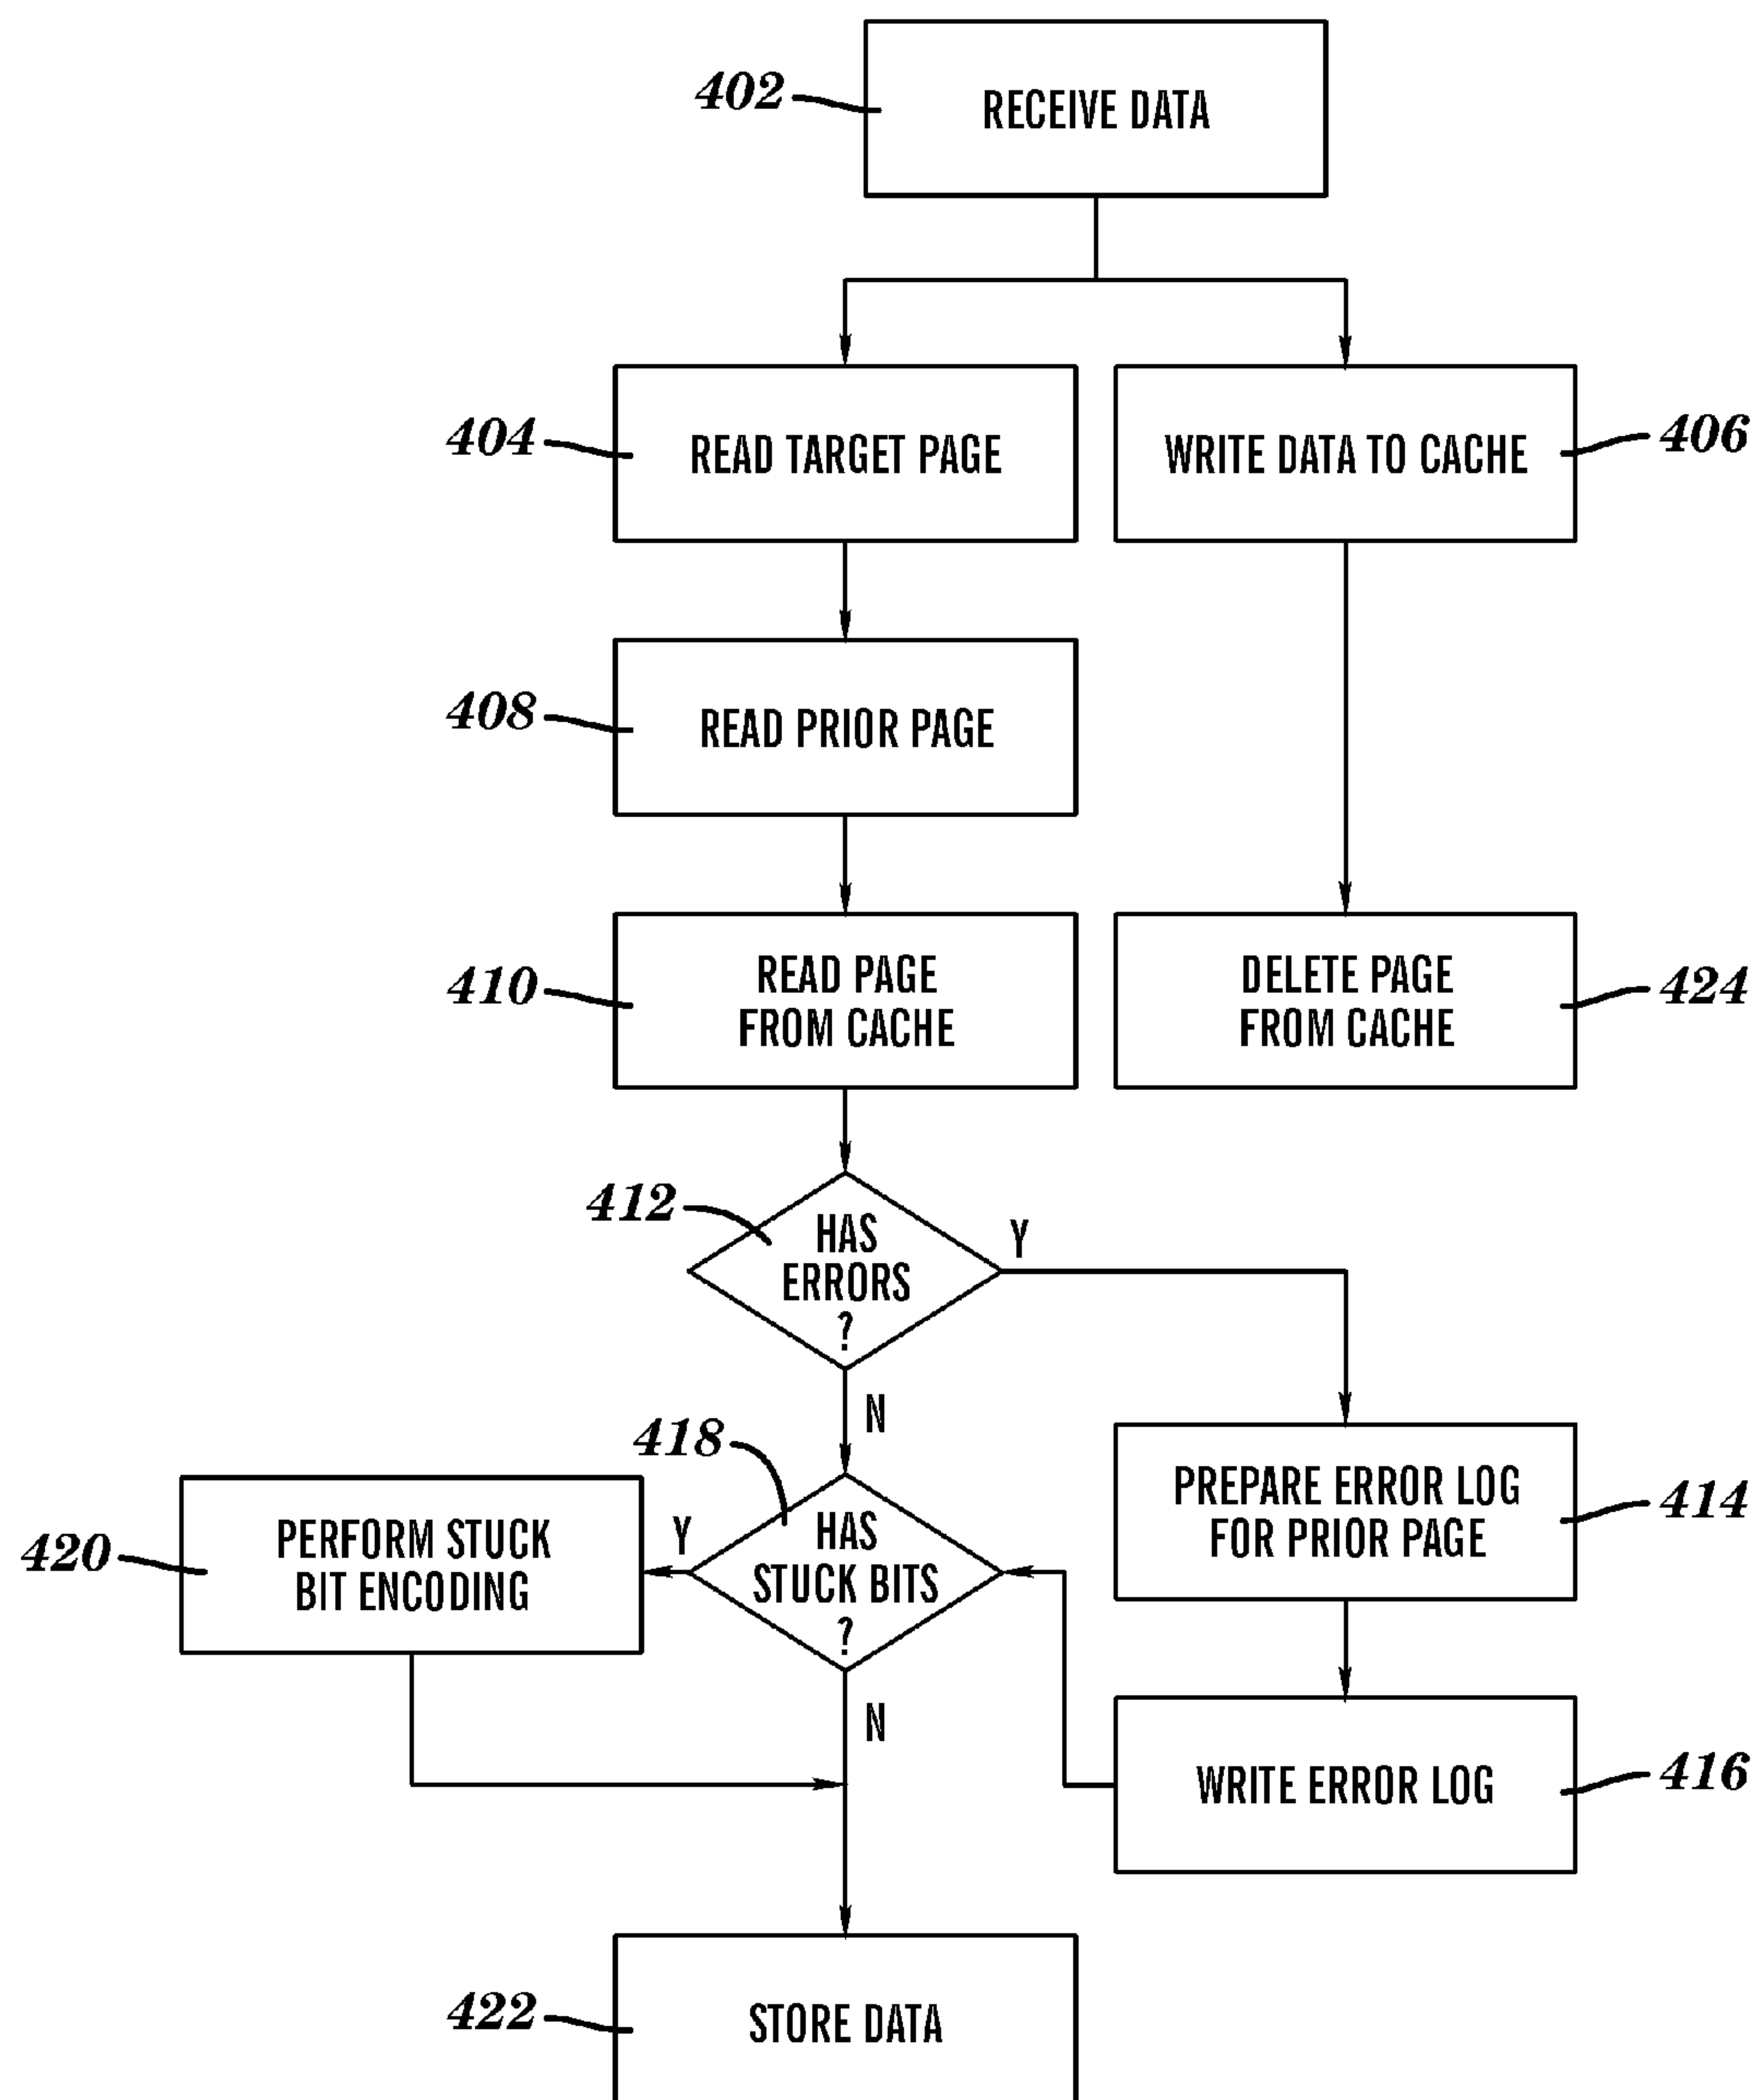 402
RECEIVE DATA
404
READ TARGET PAGE
WRITE DATA TO CACHE
406
408
READ PRIOR PAGE
410
READ PAGE
FROM CACHE
DELETE PAGE
FROM CACHE
424
412
HAS
ERRORS
?
Y
N
418
HAS
STUCK BITS
?
Y
N
420
PERFORM STUCK
BIT ENCODING
PREPARE ERROR LOG
FOR PRIOR PAGE
414
WRITE ERROR LOG
416
422
STORE DATA